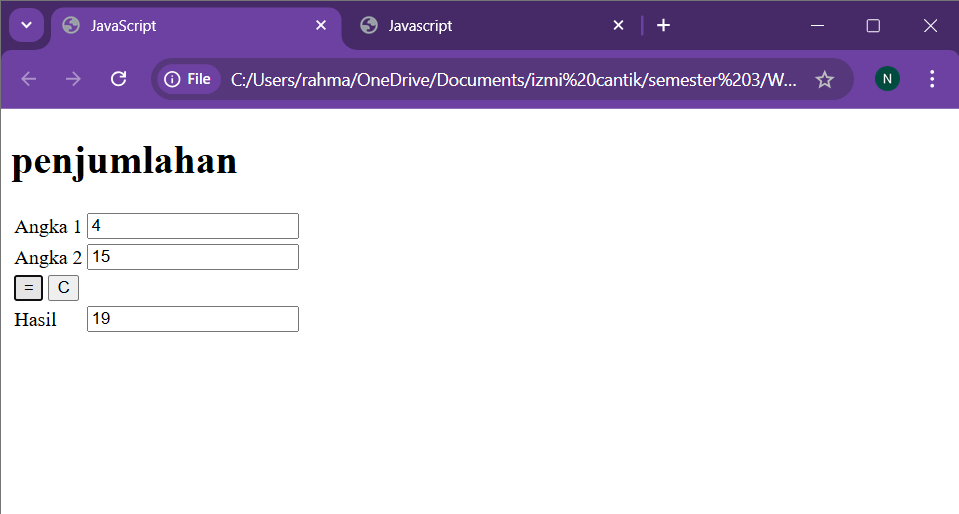 JavaScript
Javascript
File C:/Users/rahma/OneDrive/Documents/izmi%20cantik/semester%203/W...
N
penjumlahan
Angka 1 4
Angka 2 15
= C
Hasil 19